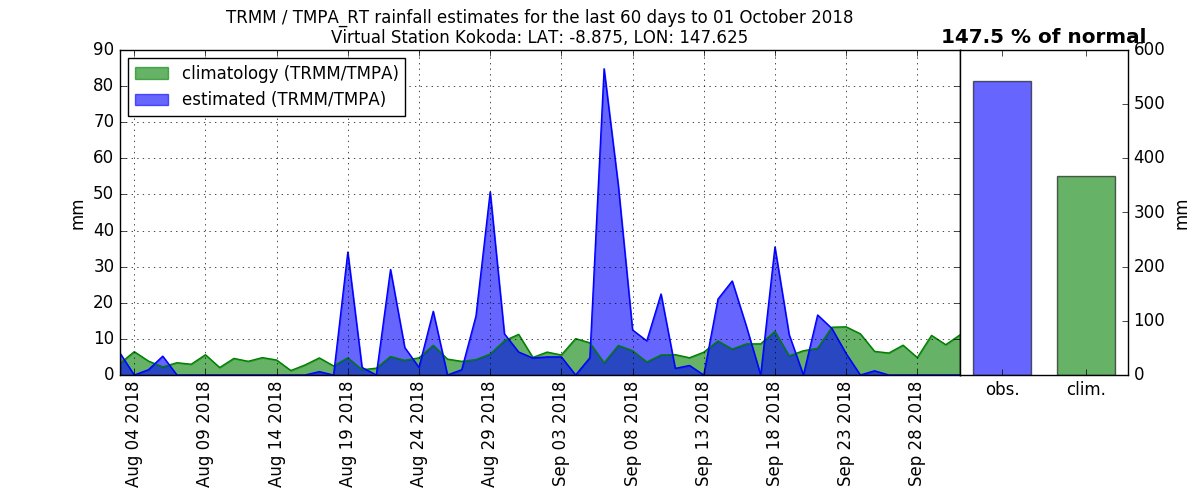 TRMM / TMPA_RT rainfall estimates for the last 60 days to 01 October 2018
Virtual Station Kokoda: LAT: -8.875, LON: 147.625
147.5 % of normal
climatology (TRMM/TMPA)
estimated (TRMM/TMPA)
90
80
70
60
50
40
30
20
10
0
mm
600
500
400
300
200
100
0
mm
Aug 04 2018
Aug 09 2018
Aug 14 2018
Aug 19 2018
Aug 24 2018
Aug 29 2018
Sep 03 2018
Sep 08 2018
Sep 13 2018
Sep 18 2018
Sep 23 2018
Sep 28 2018
obs.
clim.